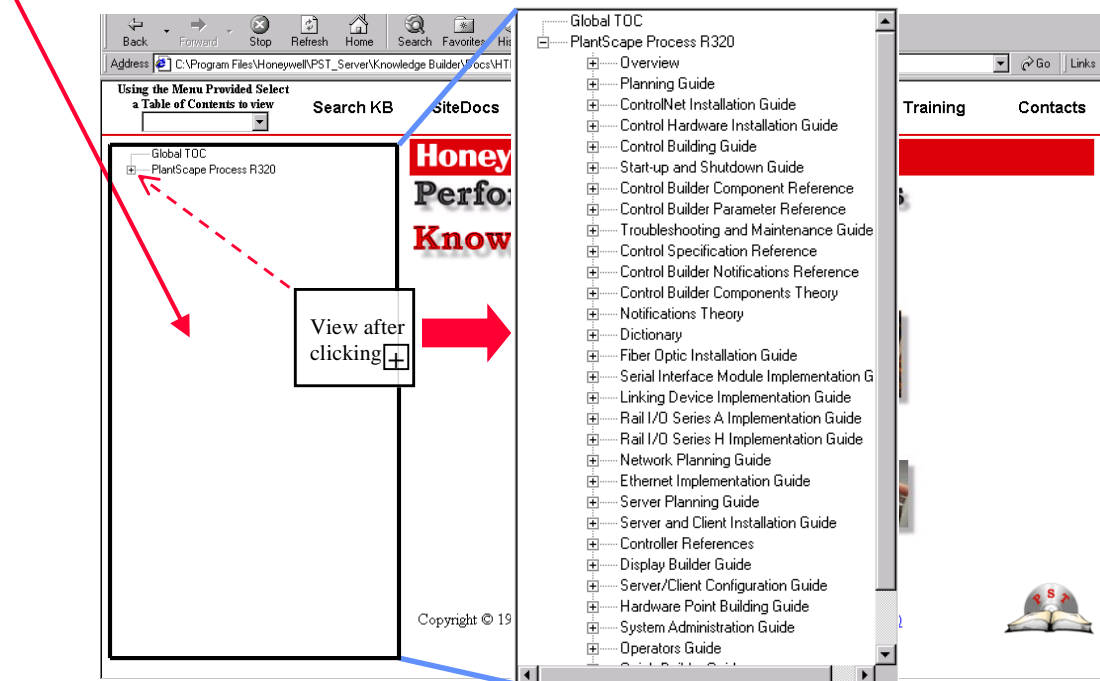 Back Forward Stop Refresh Home Search Favorites
Address C:\Program Files\Honeywell\PST_Server\Knowledge Builder\Docs\HT Go Links
Using the Menu Provided Select
a Table of Contents to view
Search KB SiteDocs Training Contacts
Global TOC
PlantScape Process R320
Honey
Perfo
Know
View after
clicking +
Global TOC
PlantScape Process R320
Overview
Planning Guide
ControlNet Installation Guide
Control Hardware Installation Guide
Control Building Guide
Start-up and Shutdown Guide
Control Builder Component Reference
Control Builder Parameter Reference
Troubleshooting and Maintenance Guide
Control Specification Reference
Control Builder Notifications Reference
Control Builder Components Theory
Notifications Theory
Dictionary
Fiber Optic Installation Guide
Serial Interface Module Implementation G
Linking Device Implementation Guide
Rail I/O Series A Implementation Guide
Rail I/O Series H Implementation Guide
Network Planning Guide
Ethernet Implementation Guide
Server Planning Guide
Server and Client Installation Guide
Controller References
Display Builder Guide
Server/Client Configuration Guide
Hardware Point Building Guide
System Administration Guide
Operators Guide
Copyright © 19
PST